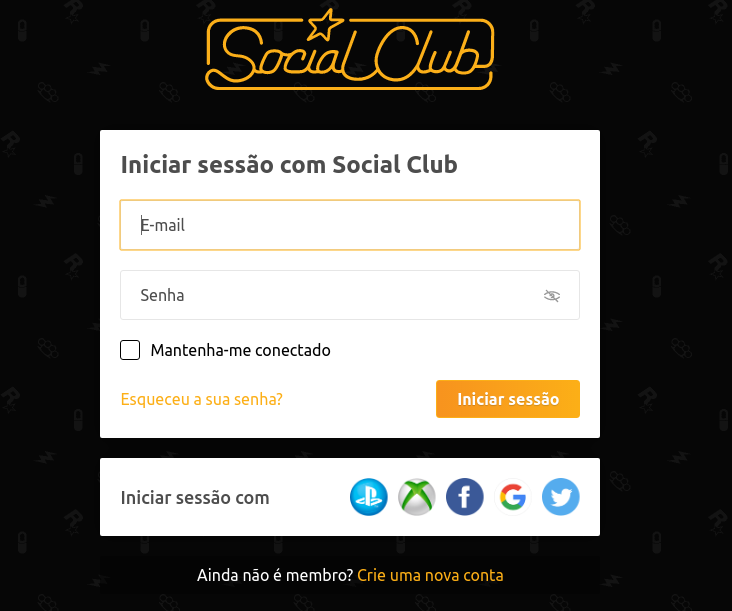 Social Club
Iniciar sessão com Social Club
E-mail
Senha
Mantenha-me conectado
Esqueceu a sua senha? Iniciar sessão
Iniciar sessão com
Ainda não é membro? Crie uma nova conta